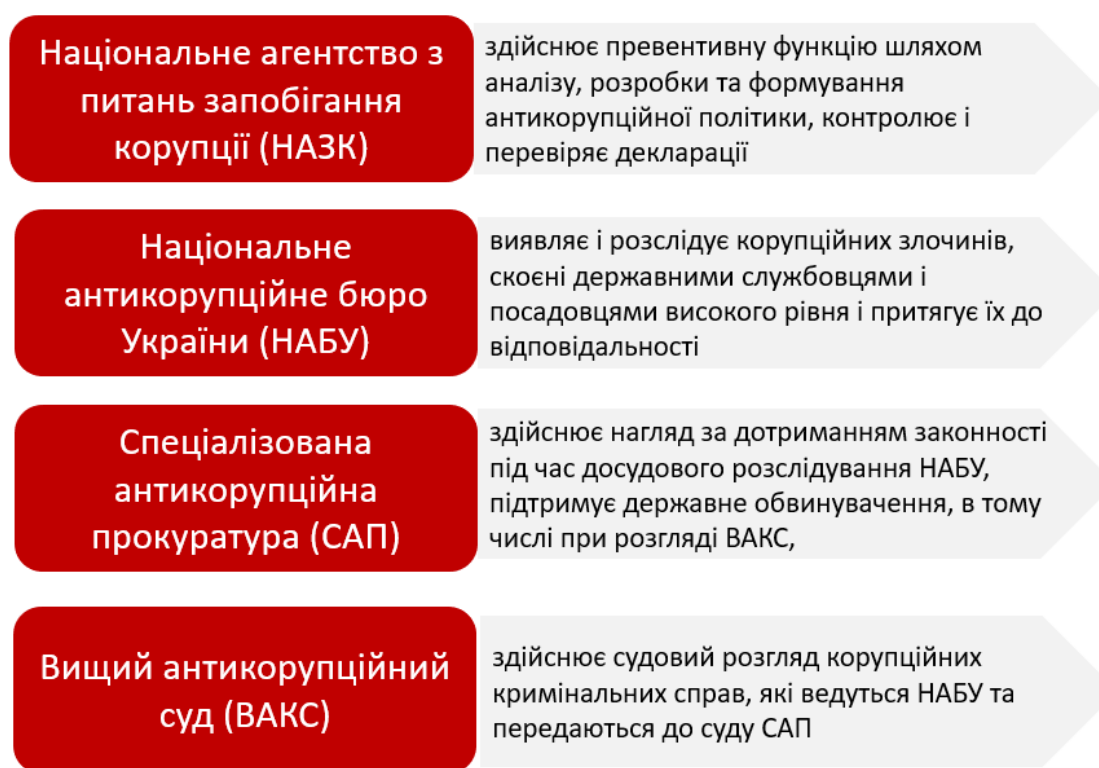 Національне агентство з
питань запобігання
корупції (НАЗК)
здійснює превентивну функцію шляхом
аналізу, розробки та формування
антикорупційної політики, контролює і
перевіряє декларації
Національне
антикорупційне бюро
України (НАБУ)
виявляє і розслідує корупційних злочинів,
скоєні державними службовцями і
посадовцями високого рівня і притягує їх до
відповідальності
Спеціалізована
антикорупційна
прокуратура (САП)
здійснює нагляд за дотриманням законності
під час досудового розслідування НАБУ,
підтримує державне обвинувачення, в тому
числі при розгляді ВАКС,
Вищий антикорупційний
суд (ВАКС)
здійснює судовий розгляд корупційних
кримінальних справ, які ведуться НАБУ та
передаються до суду САП